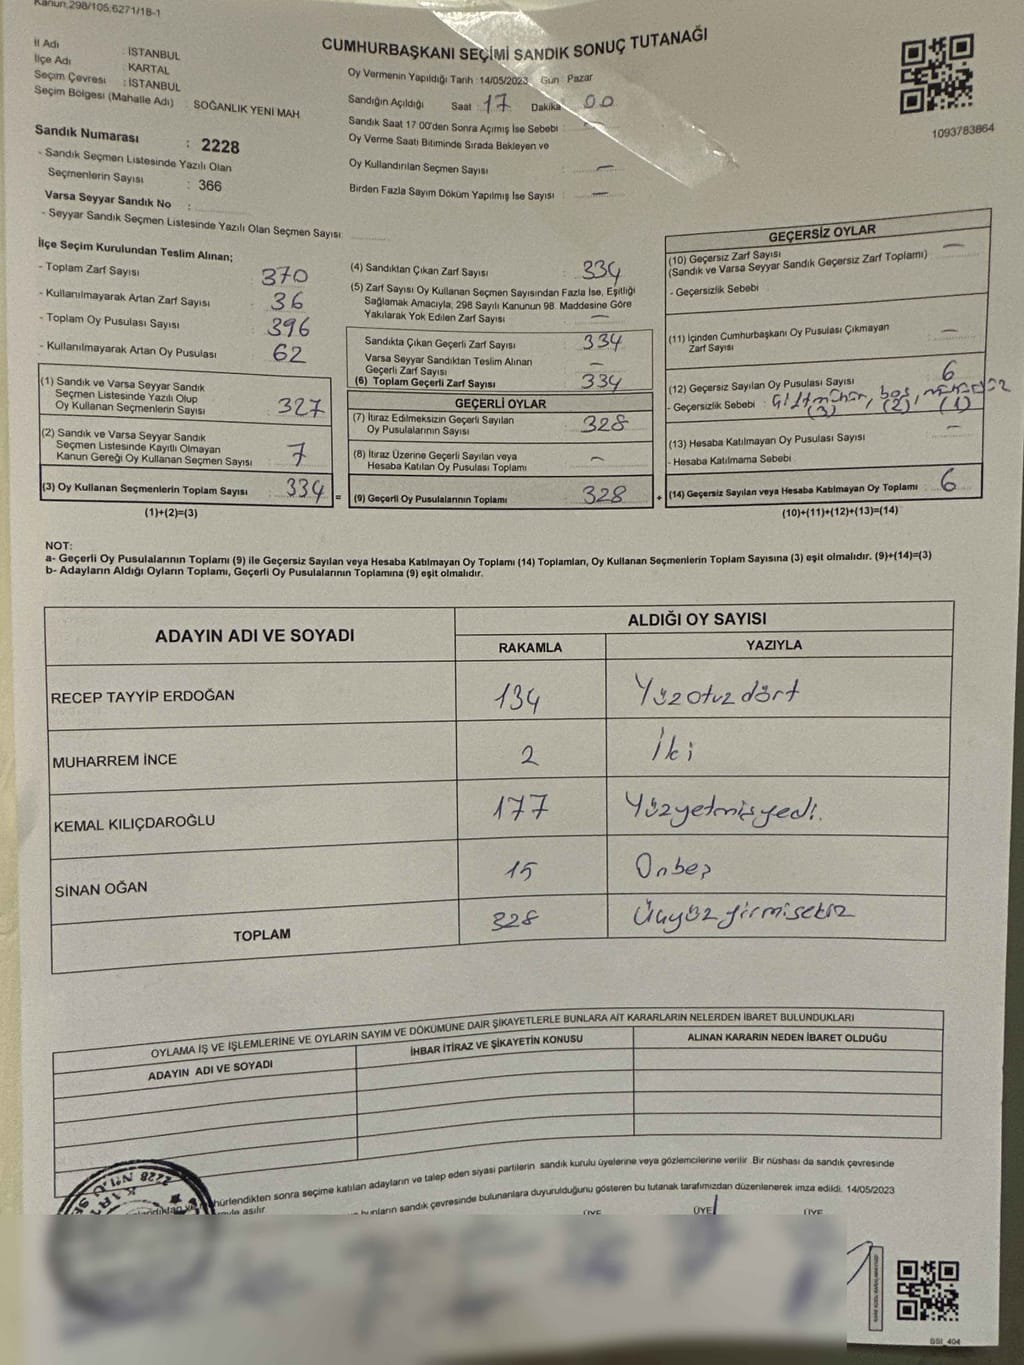 Kanun;298/105;6271/18-1
CUMHURBAŞKANI SEÇİMİ SANDIK SONUÇ TUTANAĞI
İl Adı : İSTANBUL
İlçe Adı : KARTAL
Seçim Çevresi : İSTANBUL
Seçim Bölgesi (Mahalle Adı) : SOĞANLIK YENİ MAH
Sandık Numarası : 2228
- Sandık Seçmen Listesinde Yazılı Olan
Seçmenlerin Sayısı : 366
Varsa Seyyar Sandık No :
- Seyyar Sandık Seçmen Listesinde Yazılı Olan Seçmen Sayısı:
Oy Vermenin Yapıldığı Tarih :14/05/2023 Gün : Pazar
Sandığın Açıldığı Saat 17 Dakika 00
Sandık Saat 17:00'den Sonra Açımış İse Sebebi :
Oy Verme Saati Bitiminde Sırada Bekleyen ve
Oy Kullandırılan Seçmen Sayısı : —
Birden Fazla Sayım Döküm Yapılmış İse Sayısı : —
1093783864
İlçe Seçim Kurulundan Teslim Alınan;
- Toplam Zarf Sayısı 370
- Kullanılmayarak Artan Zarf Sayısı : 36
- Toplam Oy Pusulası Sayısı : 396
- Kullanılmayarak Artan Oy Pusulası 62
(1) Sandık ve Varsa Seyyar Sandık
Seçmen Listesinde Yazılı Olup
Oy Kullanan Seçmenlerin Sayısı : 327
(2) Sandık ve Varsa Seyyar Sandık
Seçmen Listesinde Kayıtlı Olmayan
Kanun Gereği Oy Kullanan Seçmen Sayısı : 7
(3) Oy Kullanan Seçmenlerin Toplam Sayısı : 334 =
(1)+(2)=(3)
(4) Sandıktan Çıkan Zarf Sayısı : 334
(5) Zarf Sayısı Oy Kullanan Seçmen Sayısından Fazla İse, Eşitliği
Sağlamak Amacıyla, 298 Sayılı Kanunun 98. Maddesine Göre
Yakılarak Yok Edilen Zarf Sayısı : —
Sandıkta Çıkan Geçerli Zarf Sayısı : 334
Varsa Seyyar Sandıktan Teslim Alınan
Geçerli Zarf Sayısı : —
(6) Toplam Geçerli Zarf Sayısı : 334
GEÇERLİ OYLAR
(7) İtiraz Edilmeksizin Geçerli Sayılan
Oy Pusulalarının Sayısı : 328
(8) İtiraz Üzerine Geçerli Sayılan veya
Hesaba Katılan Oy Pusulası Toplamı : —
(9) Geçerli Oy Pusulalarının Toplamı : 328 +
GEÇERSİZ OYLAR
(10) Geçersiz Zarf Sayısı —
(Sandık ve Varsa Seyyar Sandık Geçersiz Zarf Toplamı) :
- Geçersizlik Sebebi :
(11) İçinden Cumhurbaşkanı Oy Pusulası Çıkmayan
Zarf Sayısı : —
(12) Geçersiz Sayılan Oy Pusulası Sayısı : 6
- Geçersizlik Sebebi : mühür, boş,
(3) (2) (1)
(13) Hesaba Katılmayan Oy Pusulası Sayısı : —
- Hesaba Katılmama Sebebi :
(14) Geçersiz Sayılan veya Hesaba Katılmayan Oy Toplamı : 6
(10)+(11)+(12)+(13)=(14)
NOT:
a- Geçerli Oy Pusulalarının Toplamı (9) ile Geçersiz Sayılan veya Hesaba Katılmayan Oy Toplamı (14) Toplamları, Oy Kullanan Seçmenlerin Toplam Sayısına (3) eşit olmalıdır. (9)+(14)=(3)
b- Adayların Aldığı Oyların Toplamı, Geçerli Oy Pusulalarının Toplamına (9) eşit olmalıdır.
ADAYIN ADI VE SOYADI
ALDIĞI OY SAYISI
RAKAMLA YAZIYLA
RECEP TAYYİP ERDOĞAN 134 Yüzotuzdört
MUHARREM İNCE 2 İki
KEMAL KILIÇDAROĞLU 177 Yüzyetmişyedi.
SİNAN OĞAN 15 Onbeş
TOPLAM 328 Üçyüzyirmisekiz
OYLAMA İŞ VE İŞLEMLERİNE VE OYLARIN SAYIM VE DÖKÜMÜNE DAİR ŞİKAYETLERLE BUNLARA AİT KARARLARIN NELERDEN İBARET BULUNDUKLARI
ADAYIN ADI VE SOYADI İHBAR İTİRAZ VE ŞİKAYETİN KONUSU ALINAN KARARIN NEDEN İBARET OLDUĞU
mühürlendikten sonra seçime katılan adayların ve talep eden siyasi partilerin sandık kurulu üyelerine veya gözlemcilerine verilir. Bir nüshası da sandık çevresinde
asılır.
bunların sandık çevresinde bulunanlara duyurulduğunu gösteren bu tutanak tarafımızdan düzenlenerek imza edildi. 14/05/2023
ÜYE ÜYE ÜYE
2228
BSI_404